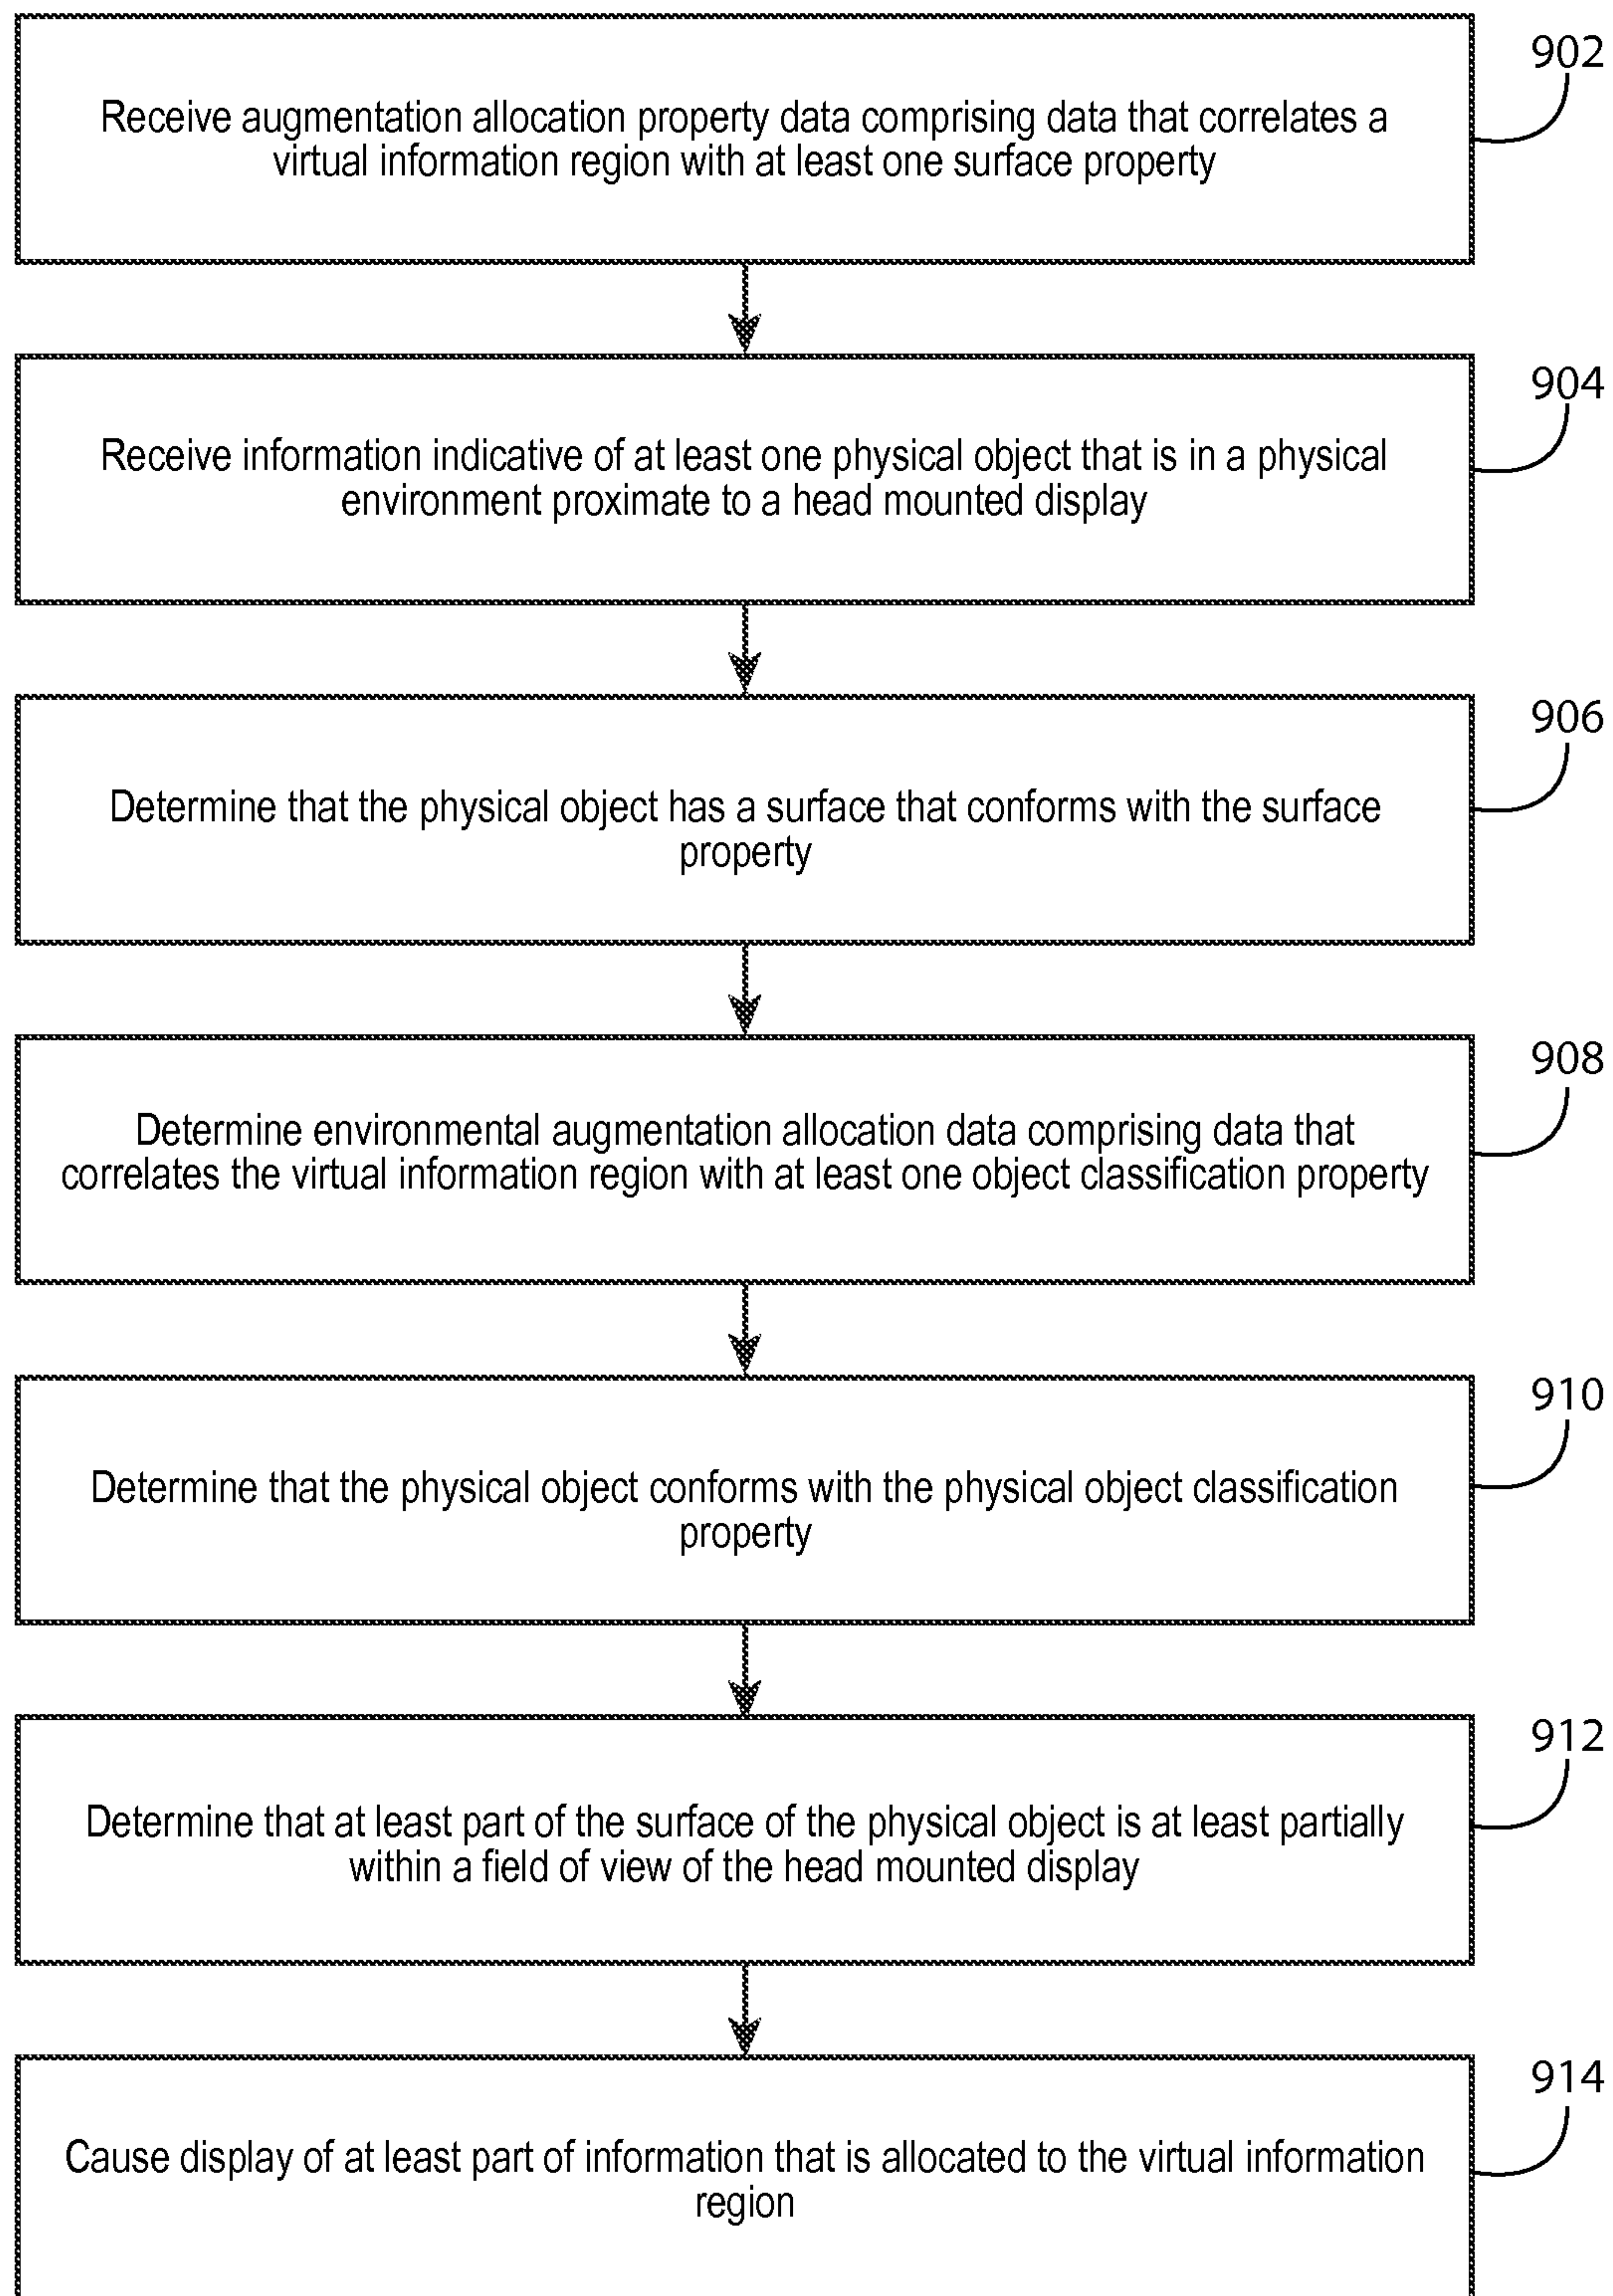 902
Receive augmentation allocation property data comprising data that correlates a
virtual information region with at least one surface property
904
Receive information indicative of at least one physical object that is in a physical
environment proximate to a head mounted display
906
Determine that the physical object has a surface that conforms with the surface
property
908
Determine environmental augmentation allocation data comprising data that
correlates the virtual information region with at least one object classification property
910
Determine that the physical object conforms with the physical object classification
property
912
Determine that at least part of the surface of the physical object is at least partially
within a field of view of the head mounted display
914
Cause display of at least part of information that is allocated to the virtual information
region